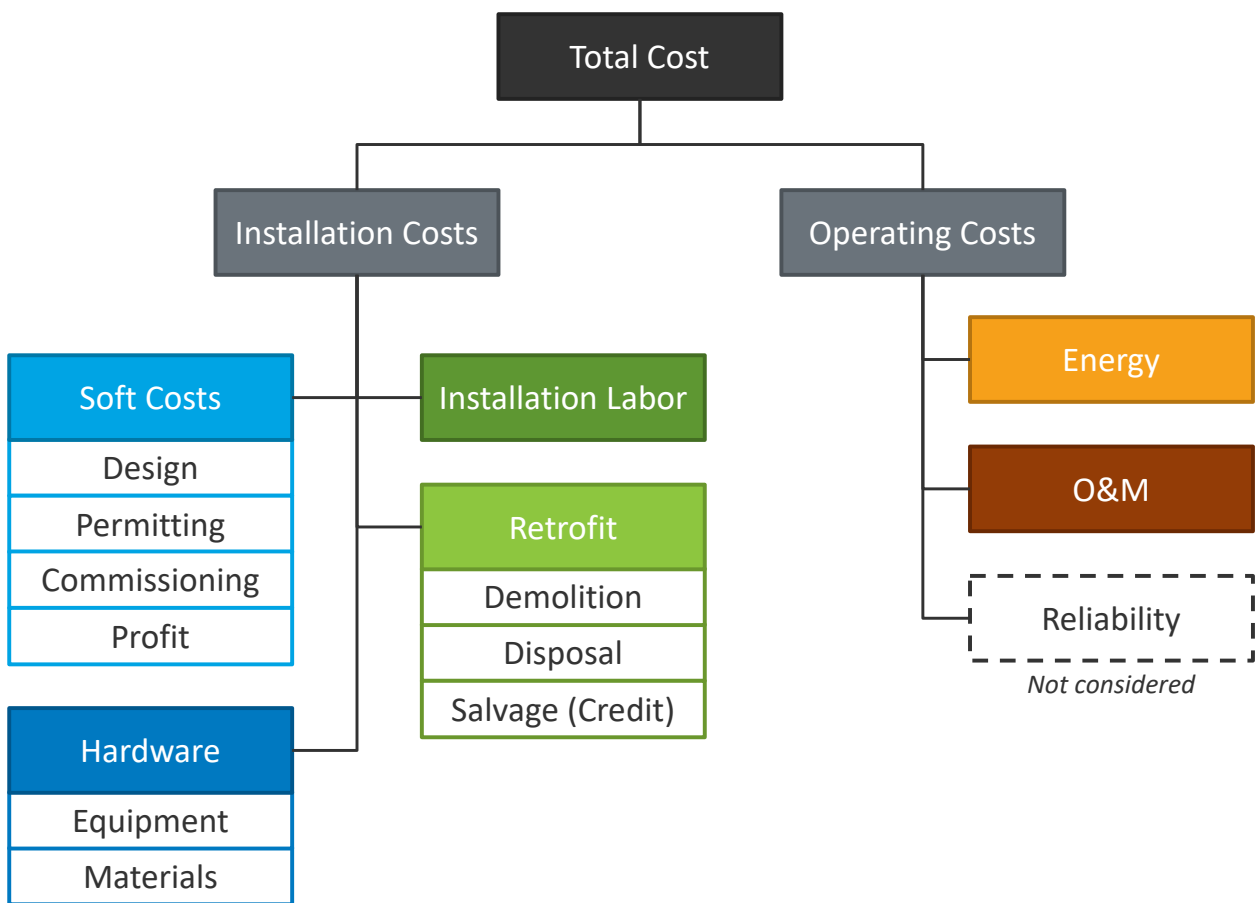 Total Cost
Installation Costs
Operating Costs
Soft Costs
Design
Permitting
Commissioning
Profit
Hardware
Equipment
Materials
Installation Labor
Retrofit
Demolition
Disposal
Salvage (Credit)
Energy
O&M
Reliability
Not considered